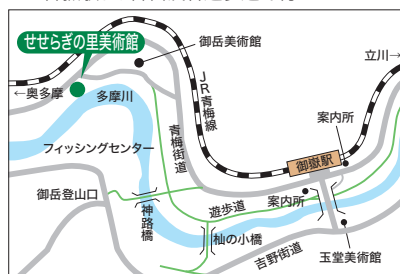 せせらぎの里美術館
御岳美術館
立川→
JR青梅線
←奥多摩
多摩川
案内所
青梅街道
フィッシングセンター
御嶽駅
御岳登山口
案内所
遊歩道
神路橋
杣の小橋
玉堂美術館
吉野街道